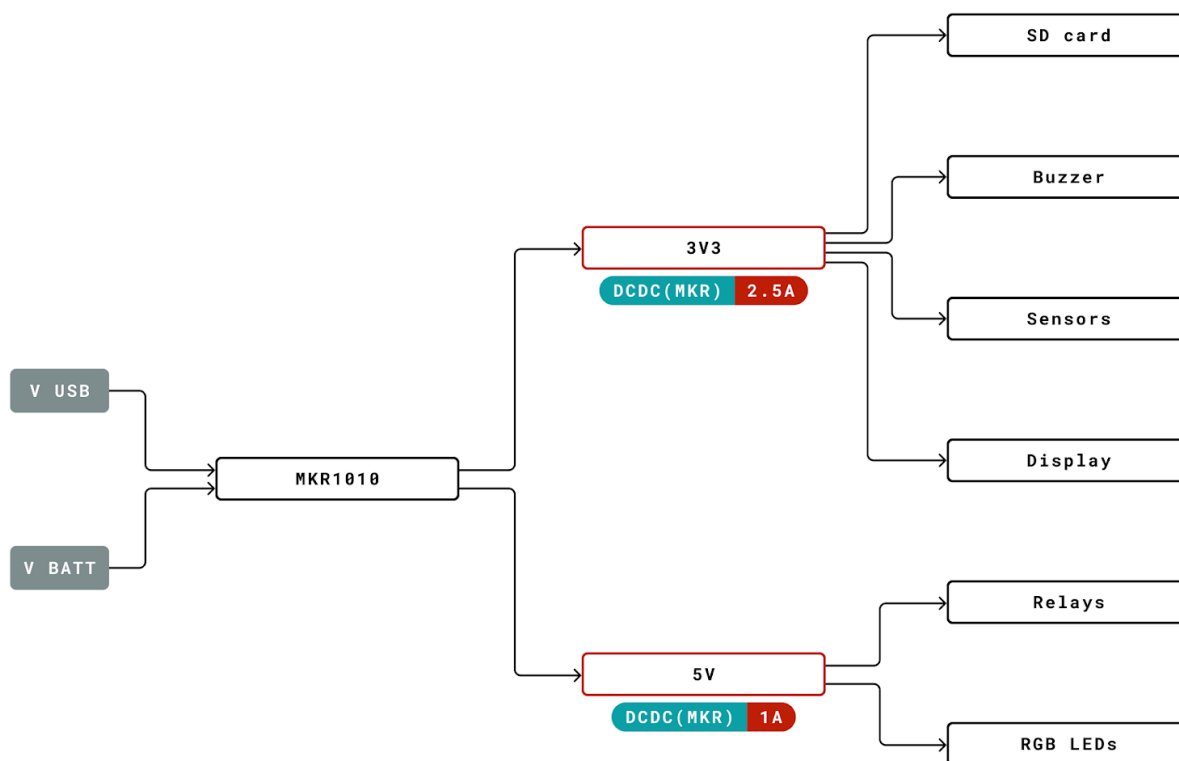 SD card
Buzzer
3V3
DCDC(MKR) 2.5A
Sensors
V USB
Display
MKR1010
V BATT
Relays
5V
DCDC(MKR) 1A
RGB LEDs